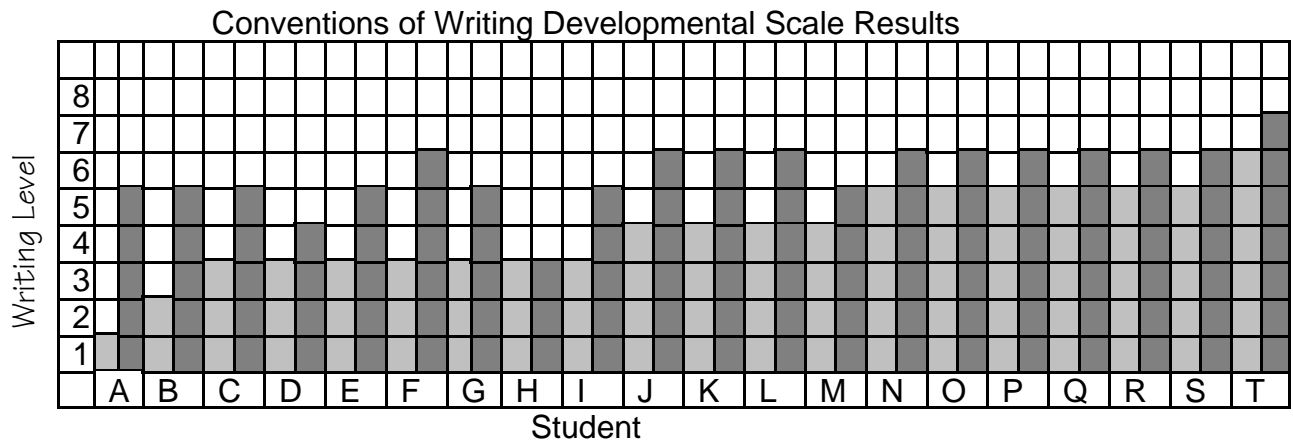 Conventions of Writing Developmental Scale Results
8
7
6
5
4
3
2
1
Writing Level
A B C D E F G H I J K L M N O P Q R S T
Student